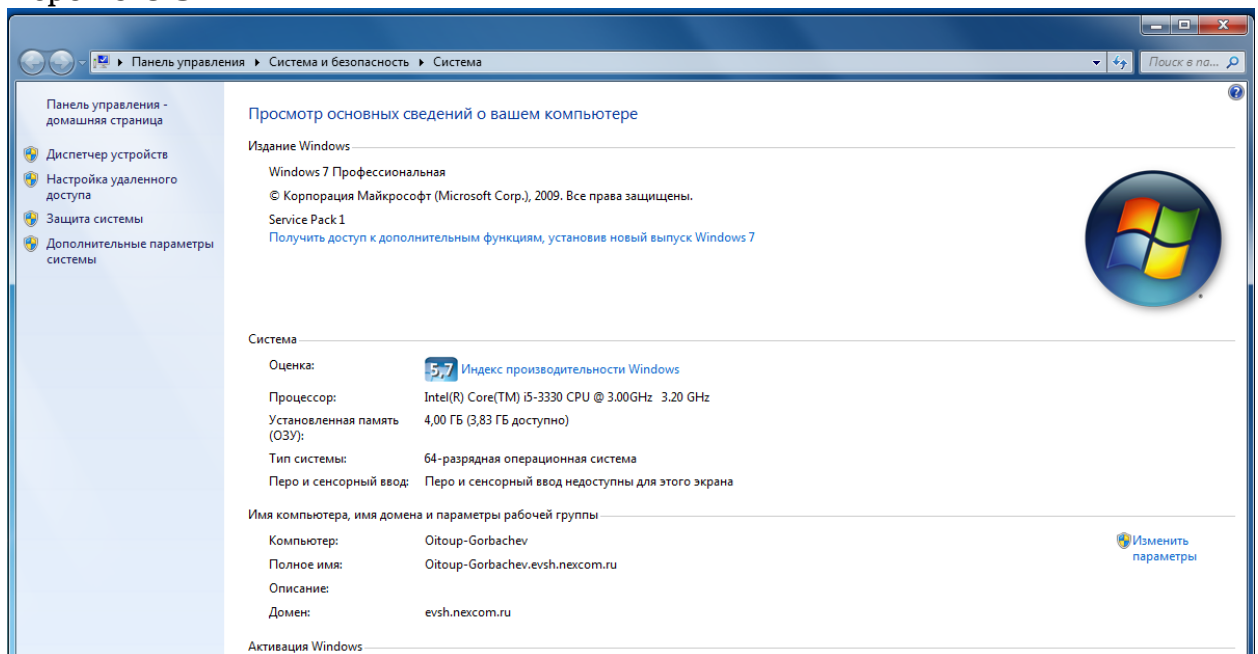 Панель управления ▸ Система и безопасность ▸ Система
Поиск в па...
Панель управления -
домашняя страница
Диспетчер устройств
Настройка удаленного
доступа
Защита системы
Дополнительные параметры
системы
Просмотр основных сведений о вашем компьютере
Издание Windows
Windows 7 Профессиональная
© Корпорация Майкрософт (Microsoft Corp.), 2009. Все права защищены.
Service Pack 1
Получить доступ к дополнительным функциям, установив новый выпуск Windows 7
Система
Оценка: 5,7 Индекс производительности Windows
Процессор: Intel(R) Core(TM) i5-3330 CPU @ 3.00GHz 3.20 GHz
Установленная память 4,00 ГБ (3,83 ГБ доступно)
(ОЗУ):
Тип системы: 64-разрядная операционная система
Перо и сенсорный ввод: Перо и сенсорный ввод недоступны для этого экрана
Имя компьютера, имя домена и параметры рабочей группы
Компьютер: Oitoup-Gorbachev
Изменить
параметры
Полное имя: Oitoup-Gorbachev.evsh.nexcom.ru
Описание:
Домен: evsh.nexcom.ru
Активация Windows